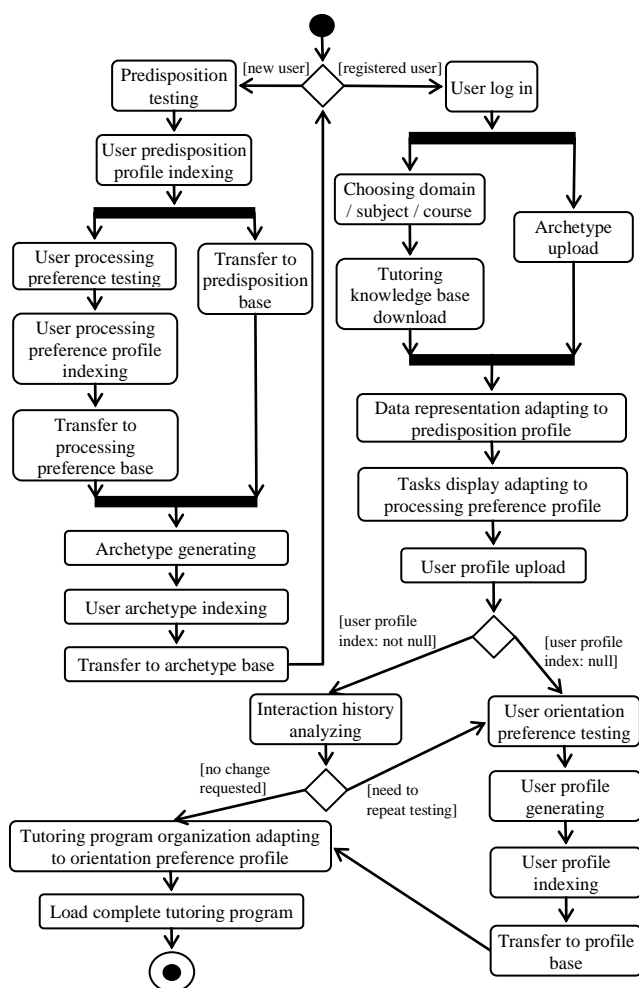 [new user]
[registered user]
Predisposition
testing
User log in
User predisposition
profile indexing
Choosing domain
/ subject / course
Archetype
upload
User processing
preference testing
Transfer to
predisposition
base
Tutoring
knowledge base
download
User processing
preference profile
indexing
Transfer to
processing
preference base
Data representation adapting to
predisposition profile
Tasks display adapting to
processing preference profile
Archetype generating
User profile upload
User archetype indexing
Transfer to archetype base
[user profile
index: not null]
[user profile
index: null]
Interaction history
analyzing
User orientation
preference testing
[no change
requested]
[need to
repeat testing]
User profile
generating
Tutoring program organization adapting
to orientation preference profile
User profile
indexing
Load complete tutoring program
Transfer to profile
base